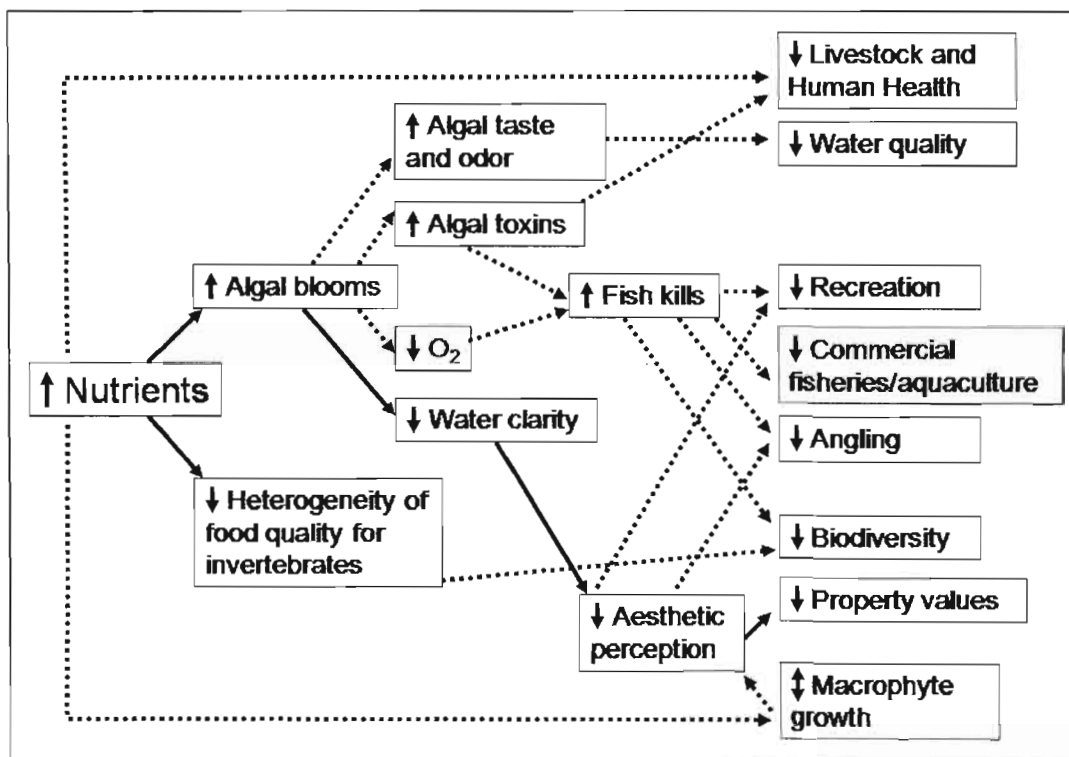 ↓ Livestock and
Human Health
↑ Algal taste
and odor
↓ Water quality
↑ Algal toxins
↑ Algal blooms
↑ Fish kills
↓ Recreation
↓ O₂
↓ Commercial
fisheries/aquaculture
↑ Nutrients
↓ Water clarity
↓ Angling
↓ Heterogeneity of
food quality for
invertebrates
↓ Biodiversity
↓ Aesthetic
perception
↓ Property values
↕ Macrophyte
growth